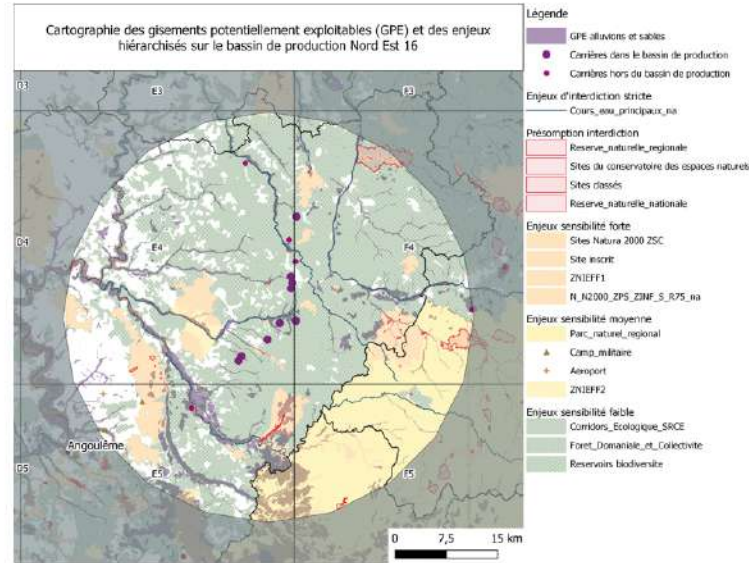 Cartographie des gisements potentiellement exploitables (GPE) et des enjeux
hiérarchisés sur le bassin de production Nord Est 16
D3
E3
F3
D4
E4
F4
Angoulême
D5
E5
F5
0 7,5 15 km
Légende
GPE alluvions et sables
Carrières dans le bassin de production
Carrières hors du bassin de production
Enjeux d'interdiction stricte
Cours_eau_principaux_na
Présomption interdiction
Reserve_naturelle_regionale
Sites du conservatoire des espaces naturels
Sites classés
Reserve_naturelle_nationale
Enjeux sensibilité forte
Sites Natura 2000 ZSC
Site inscrit
ZNIEFF1
N_N2000_ZPS_ZINF_S_R75_na
Enjeux sensibilité moyenne
Parc_naturel_regional
Camp_militaire
Aeroport
ZNIEFF2
Enjeux sensibilité faible
Corridors_Ecologique_SRCE
Foret_Domaniale_et_Collectivite
Reservoirs biodiversite